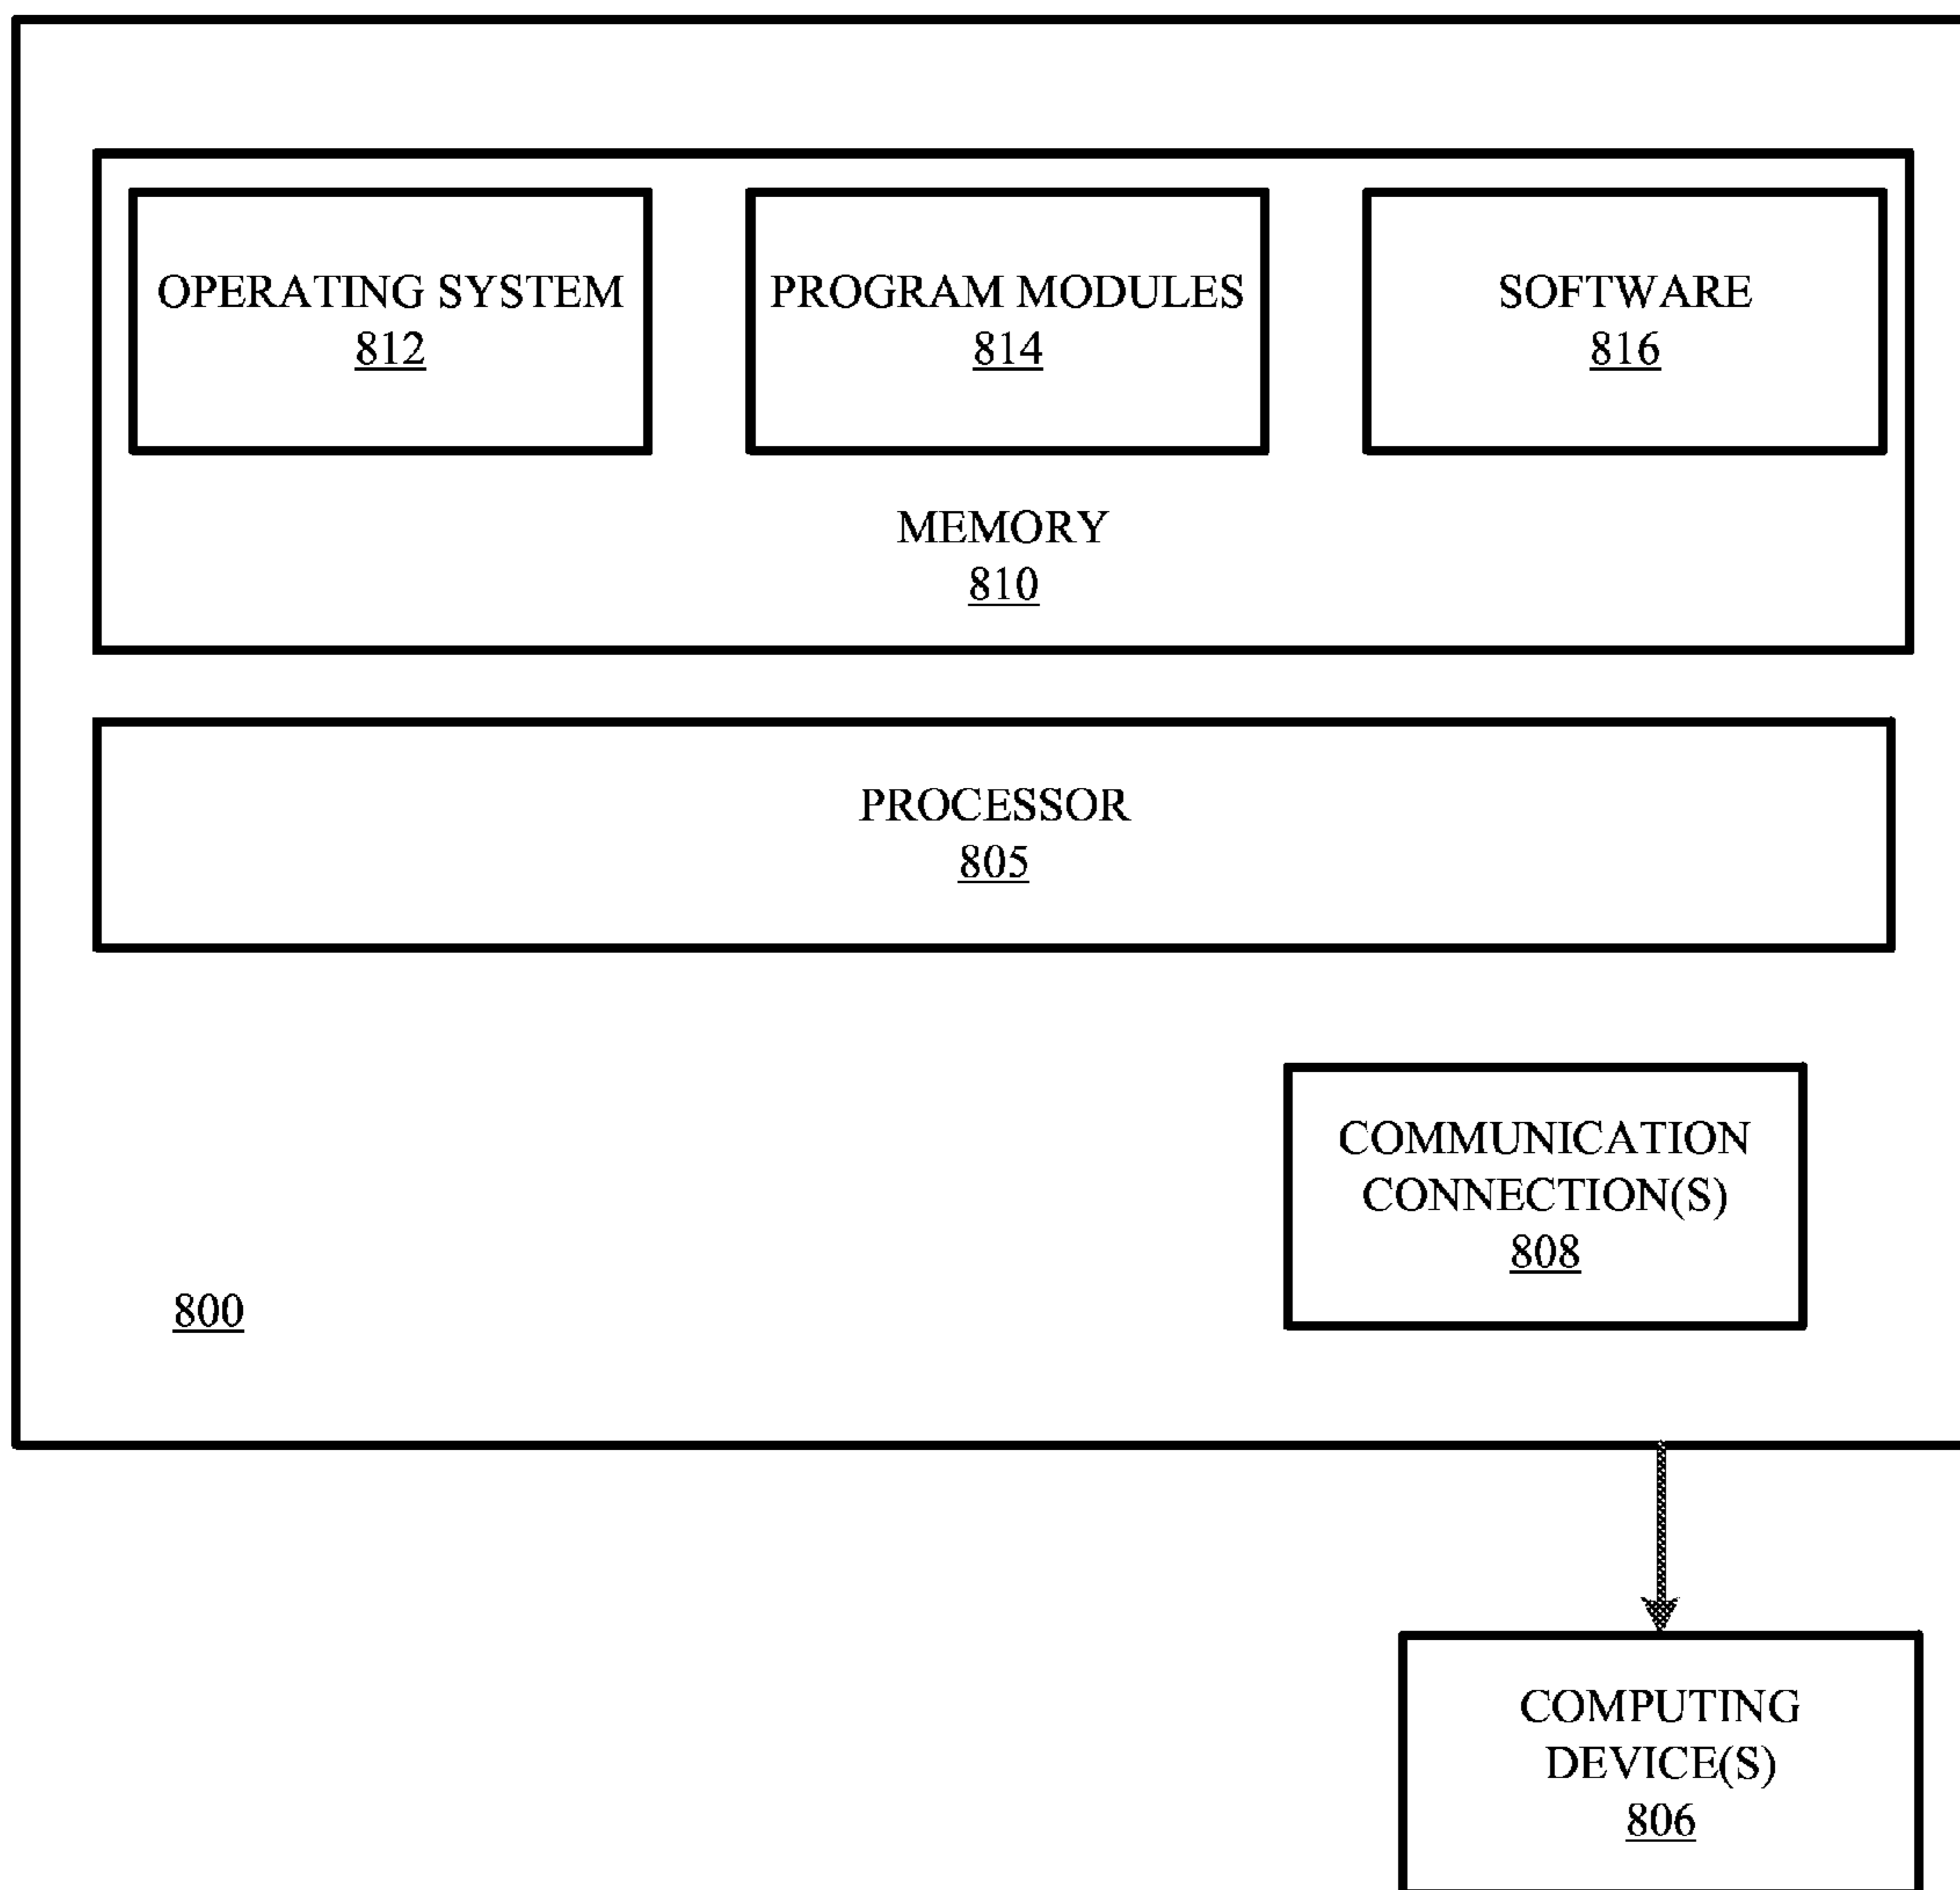 OPERATING SYSTEM
812
PROGRAM MODULES
814
SOFTWARE
816
MEMORY
810
PROCESSOR
805
COMMUNICATION
CONNECTION(S)
808
800
COMPUTING
DEVICE(S)
806